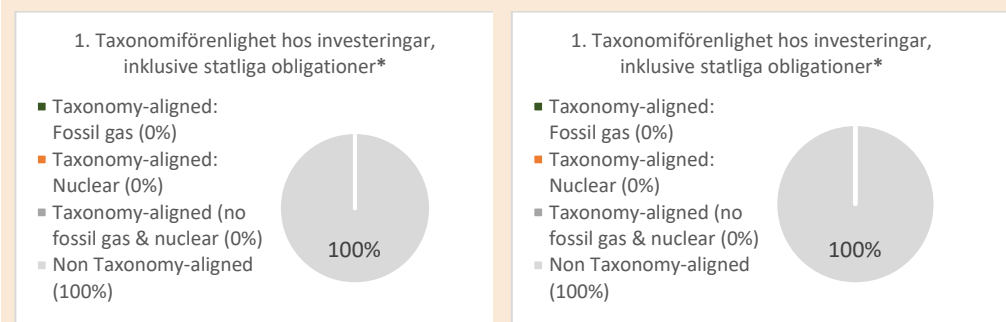 1. Taxonomiförenlighet hos investeringar,
inklusive statliga obligationer*
Taxonomy-aligned:
Fossil gas (0%)
Taxonomy-aligned:
Nuclear (0%)
Taxonomy-aligned (no
fossil gas & nuclear (0%)
Non Taxonomy-aligned
(100%)
100%
1. Taxonomiförenlighet hos investeringar,
inklusive statliga obligationer*
Taxonomy-aligned:
Fossil gas (0%)
Taxonomy-aligned:
Nuclear (0%)
Taxonomy-aligned (no
fossil gas & nuclear (0%)
Non Taxonomy-aligned
(100%)
100%